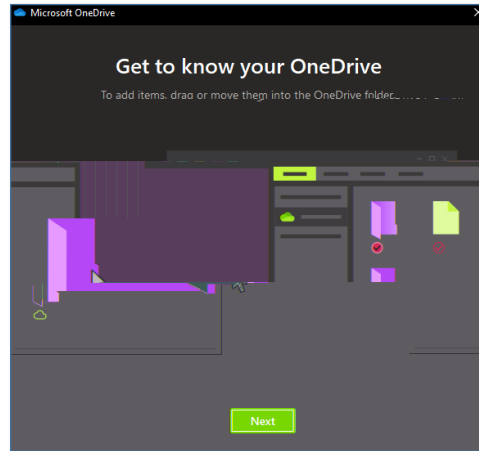 Microsoft OneDrive
Get to know your OneDrive
To add items, drag or move them into the OneDrive folder
Next